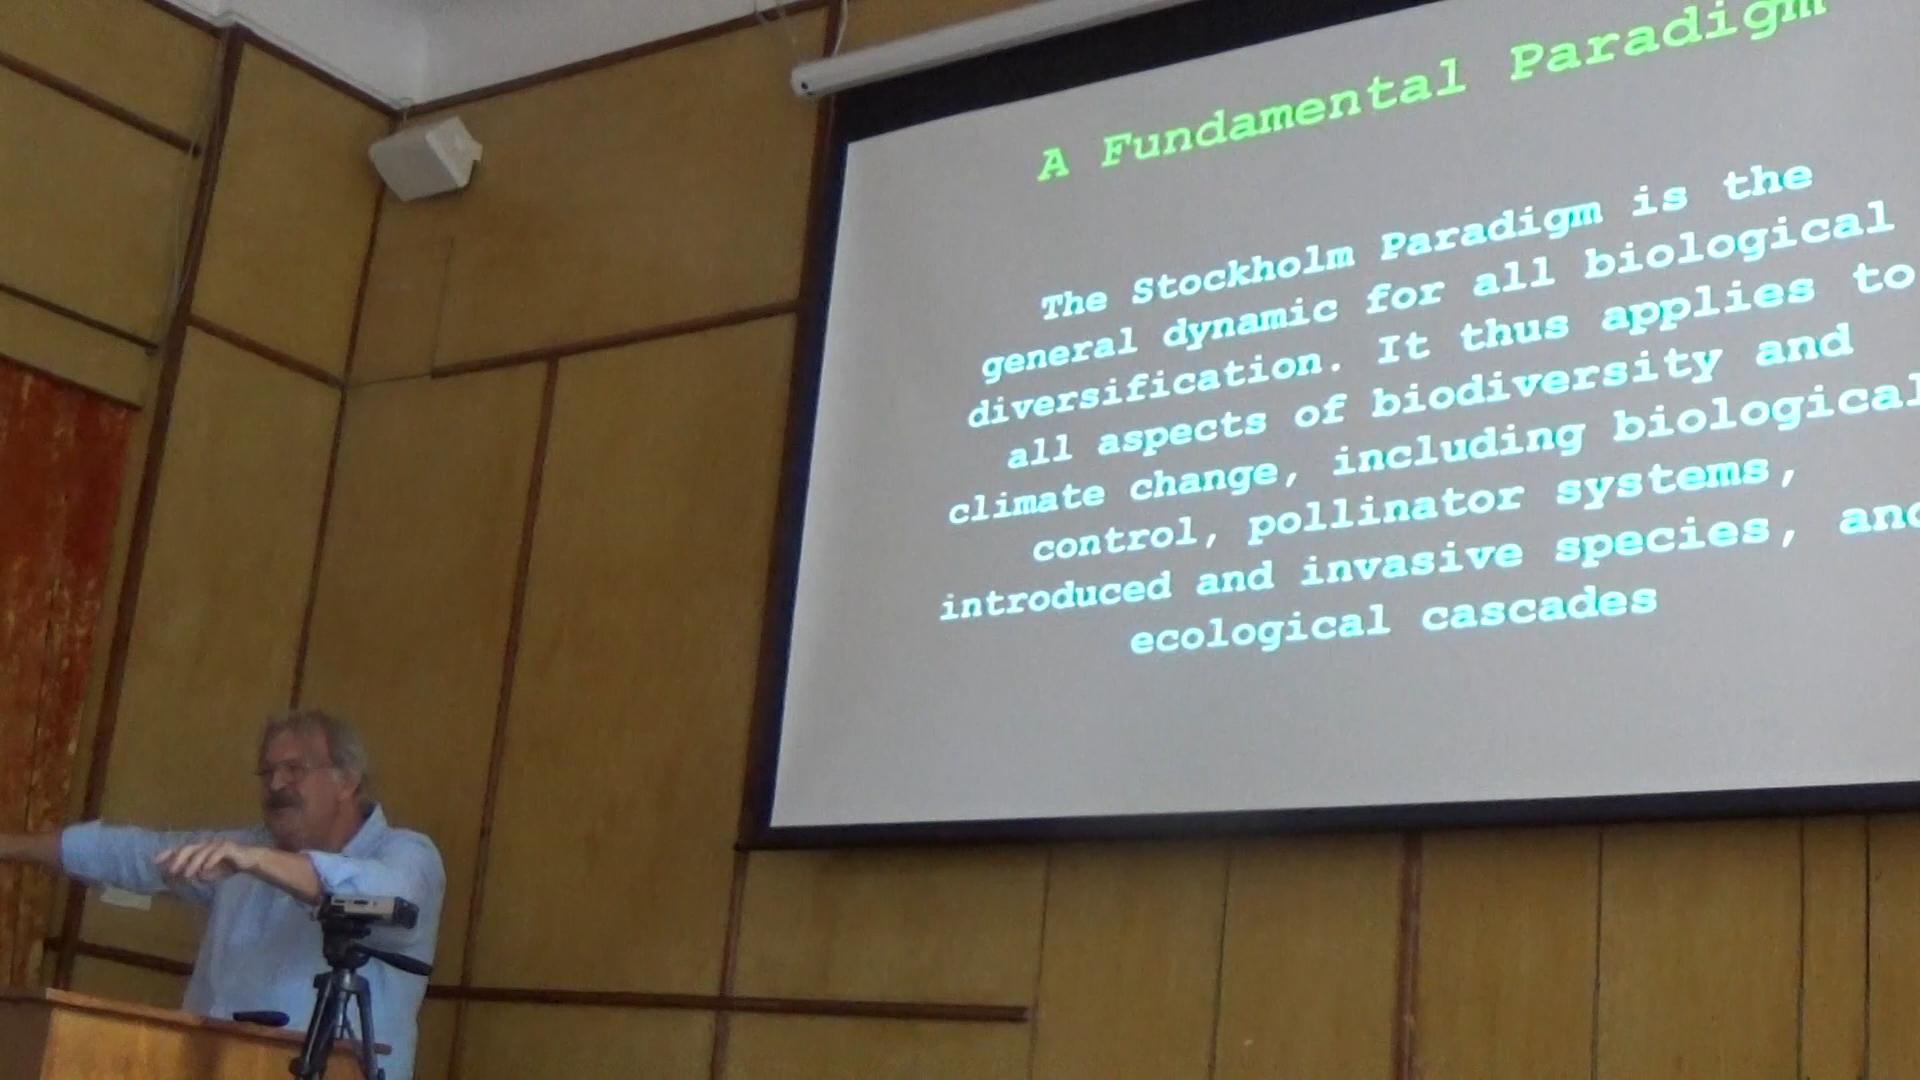 A Fundamental Paradigm
The Stockholm Paradigm is the
general dynamic for all biological
diversification. It thus applies to
all aspects of biodiversity and
climate change, including biological
control, pollinator systems,
introduced and invasive species, and
ecological cascades